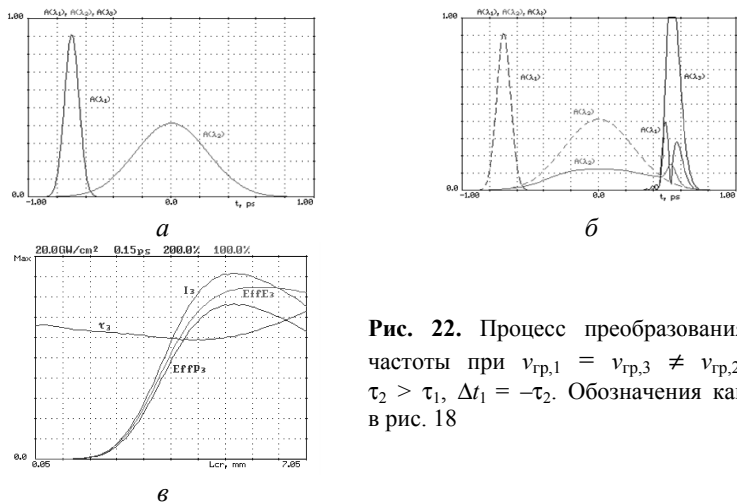 A(λ₁), A(λ₂), A(λ₃)
1.00
A(λ₁)
A(λ₂)
0.0
-1.00 0.0 t, ps 1.00
а
A(λ₁), A(λ₂), A(λ₃)
1.00
A(λ₃)
A(λ₂)
A(λ₁)
A(λ₂)
0.0
-1.00 0.0 t, ps 1.00
б
20.0GW/cm² 0.15ps 200.0% 100.0%
Max
I₃
EffE₃
τ₃
Effp₃
0.0
0.05 Lcr, mm 7.05
в
Рис. 22. Процесс преобразования
частоты при vгр,1 = vгр,3 ≠ vгр,2
τ₂ > τ₁, Δt₁ = –τ₂. Обозначения как
в рис. 18